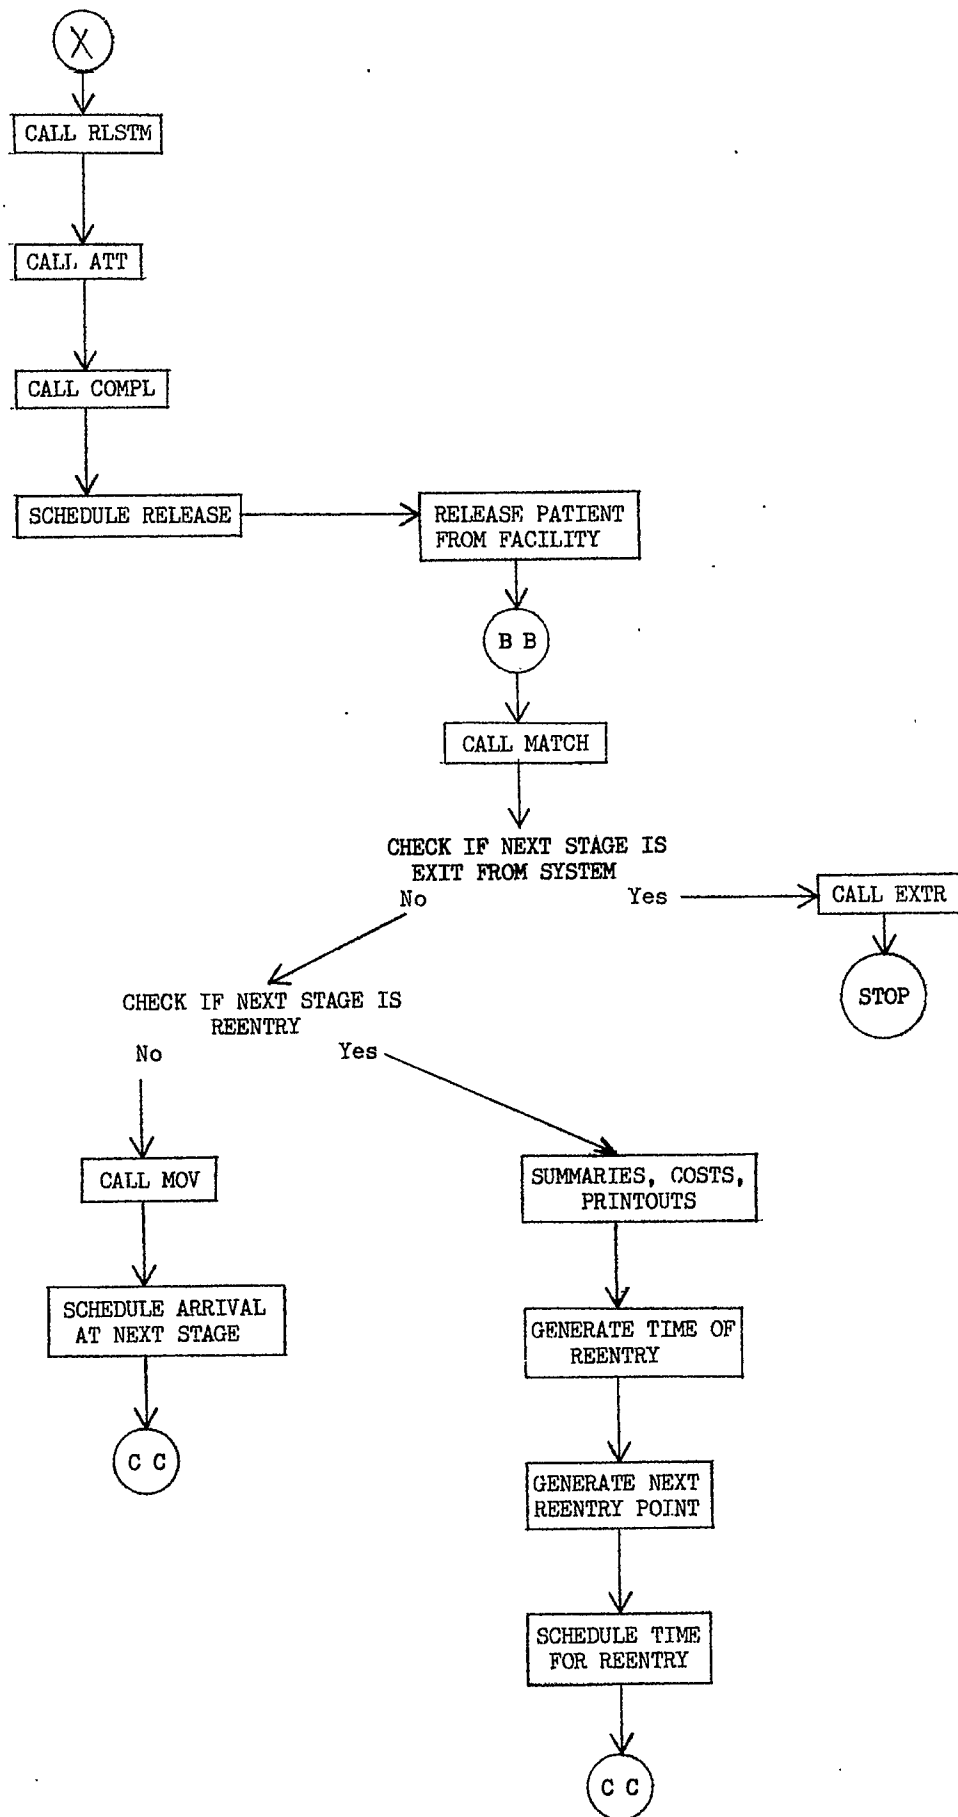 X
CALL RLSTM
CALL ATT
CALL COMPL
SCHEDULE RELEASE
RELEASE PATIENT
FROM FACILITY
B B
CALL MATCH
CHECK IF NEXT STAGE IS
EXIT FROM SYSTEM
No
Yes
CALL EXTR
STOP
CHECK IF NEXT STAGE IS
REENTRY
No
Yes
CALL MOV
SCHEDULE ARRIVAL
AT NEXT STAGE
C C
SUMMARIES, COSTS,
PRINTOUTS
GENERATE TIME OF
REENTRY
GENERATE NEXT
REENTRY POINT
SCHEDULE TIME
FOR REENTRY
C C